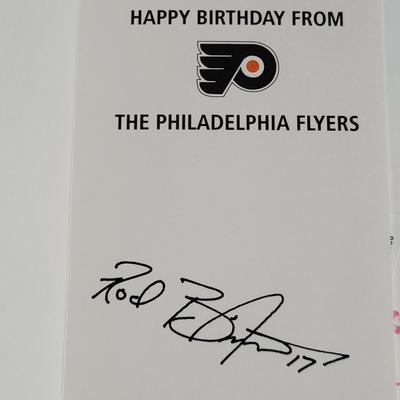 HAPPY BIRTHDAY FROM
THE PHILADELPHIA FLYERS
Rod 17